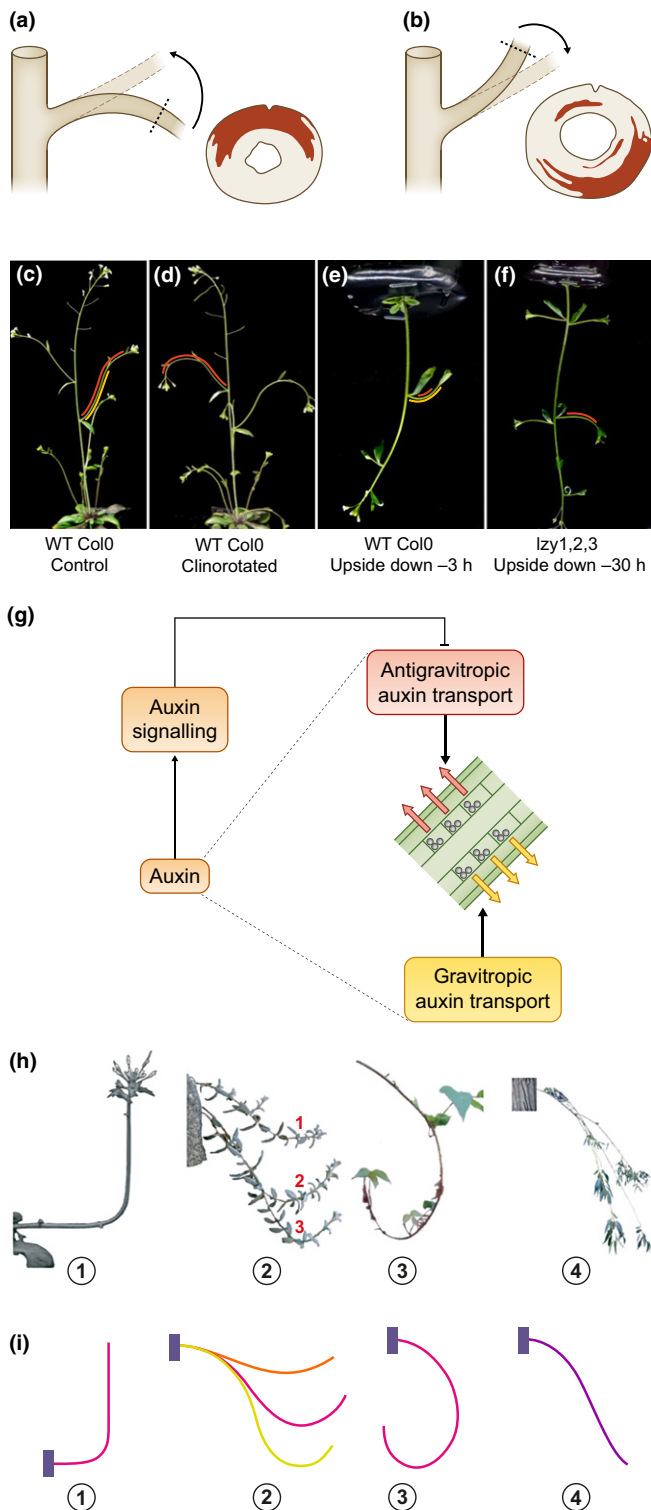 (a)
(b)
(c)
(d)
(e)
(f)
WT Col0
Control
WT Col0
Clinorotated
WT Col0
Upside down –3 h
lzy1,2,3
Upside down –30 h
(g)
Antigravitropic
auxin transport
Auxin
signalling
Auxin
Gravitropic
auxin transport
(h)
1
2
3
1
2
3
4
(i)
1
2
3
4